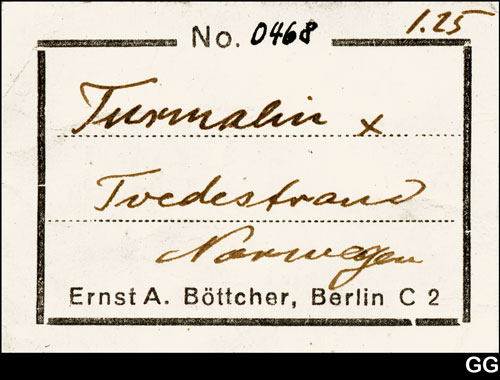 1.25
No. 0468
Turmalin x
Tvedestrand
Norwegen
Ernst A. Böttcher, Berlin C 2
GG